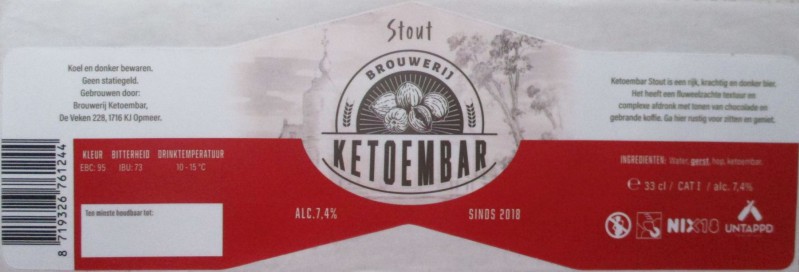 Koel en donker bewaren.
Geen statiegeld.
Gebrouwen door:
Brouwerij Ketoembar,
De Veken 228, 1716 KJ Opmeer.
8 719326 761244
KLEUR BITTERHEID DRINKTEMPERATUUR
EBC: 95 IBU: 73 10 - 15 °C
Ten minste houdbaar tot:
Stout
BROUWERIJ
KETOEMBAR
ALC.7,4% SINDS 2018
Ketoembar Stout is een rijk, krachtig en donker bier.
Het heeft een fluweelzachte textuur en
complexe afdronk met tonen van chocolade en
gebrande koffie. Ga hier rustig voor zitten en geniet.
INGREDIENTEN: Water, gerst, hop, ketoembar.
℮ 33 cl / CAT I / alc. 7,4%
NIX18
UNTAPPD